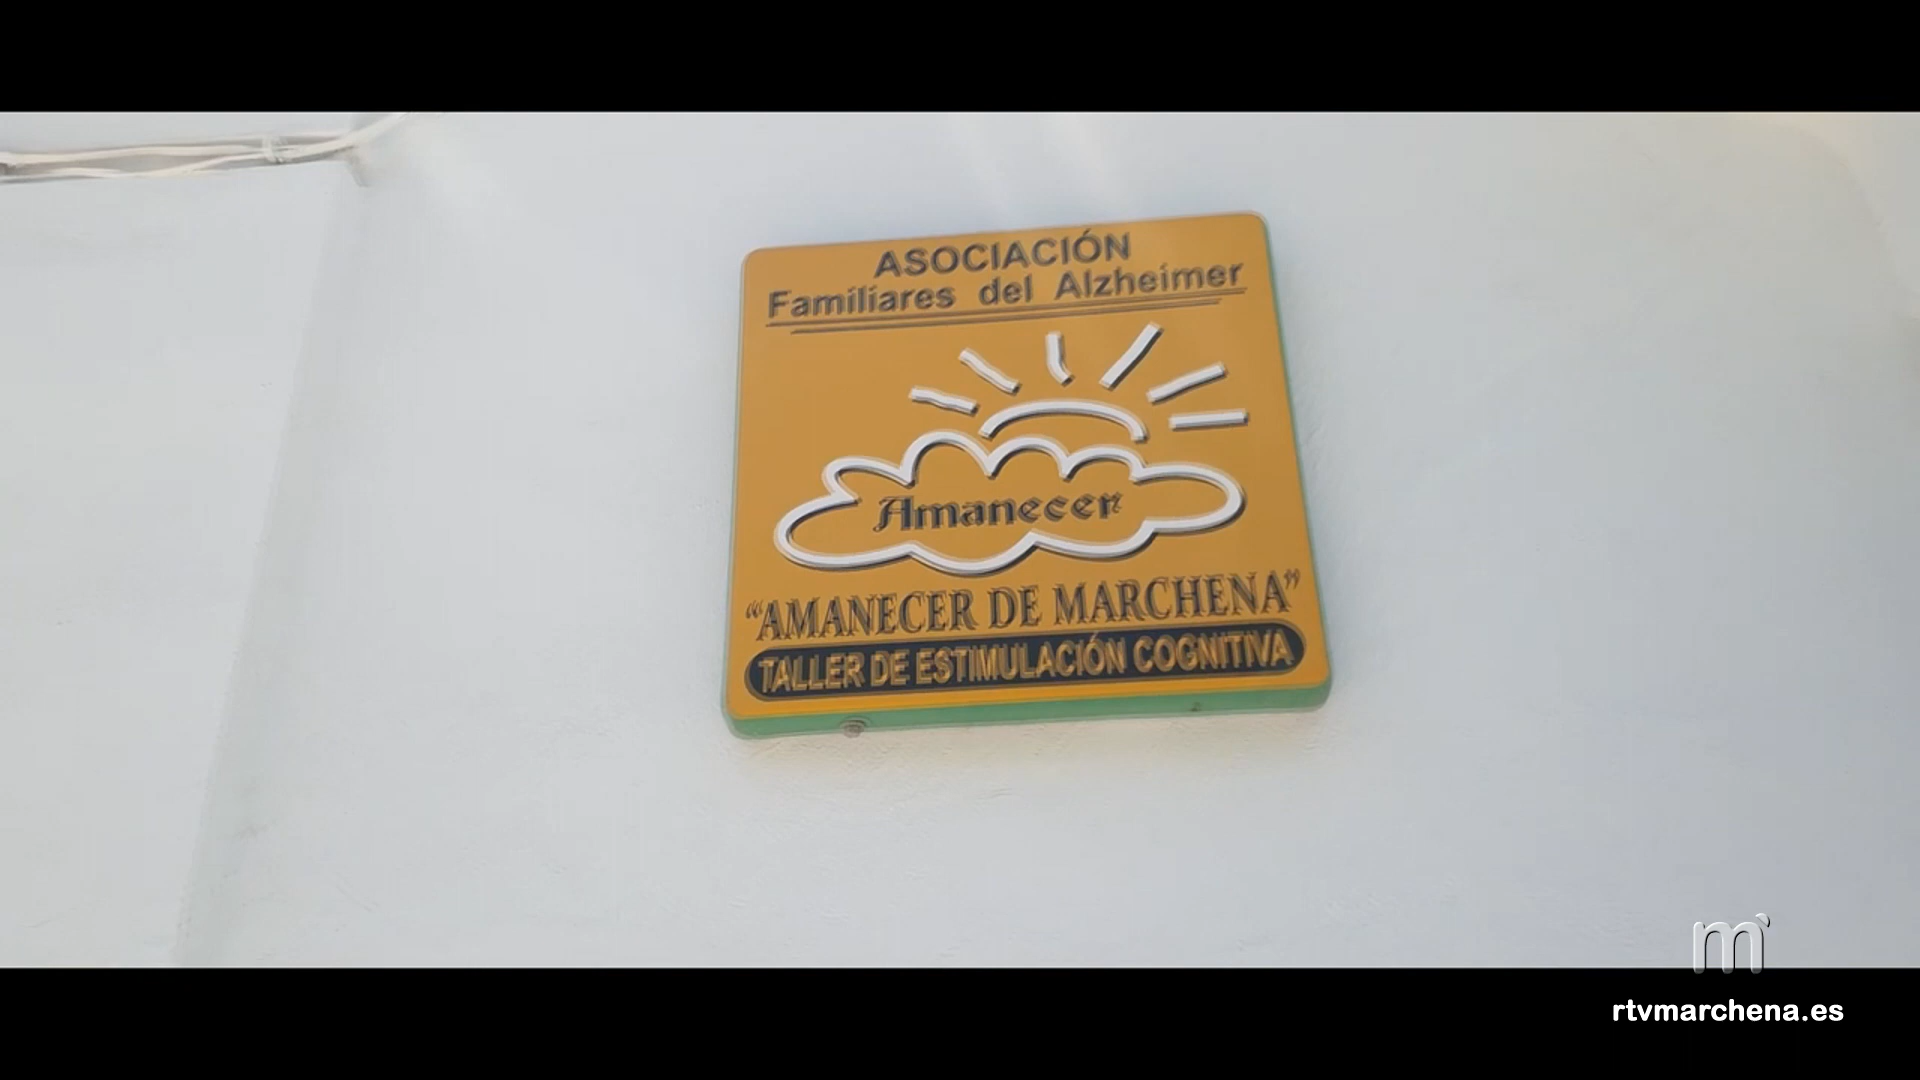 ASOCIACIÓN
Familiares del Alzheimer
Amanecer
“AMANECER DE MARCHENA”
TALLER DE ESTIMULACIÓN COGNITIVA
m
rtvmarchena.es